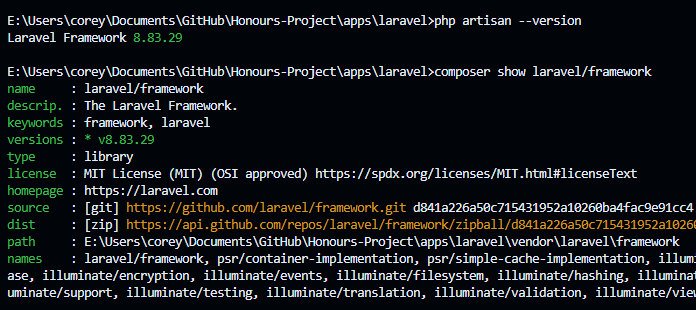 E:\Users\corey\Documents\GitHub\Honours-Project\apps\laravel>php artisan --version
Laravel Framework 8.83.29
E:\Users\corey\Documents\GitHub\Honours-Project\apps\laravel>composer show laravel/framework
name     : laravel/framework
descrip. : The Laravel Framework.
keywords : framework, laravel
versions : * v8.83.29
type     : library
license  : MIT License (MIT) (OSI approved) https://spdx.org/licenses/MIT.html#licenseText
homepage : https://laravel.com
source   : [git] https://github.com/laravel/framework.git d841a226a50c715431952a10260ba4fac9e91cc4
dist     : [zip] https://api.github.com/repos/laravel/framework/zipball/d841a226a50c715431952a10260
path     : E:\Users\corey\Documents\GitHub\Honours-Project\apps\laravel\vendor\laravel\framework
names    : laravel/framework, psr/container-implementation, psr/simple-cache-implementation, illum
ase, illuminate/encryption, illuminate/events, illuminate/filesystem, illuminate/hashing, illuminat
uminate/support, illuminate/testing, illuminate/translation, illuminate/validation, illuminate/view